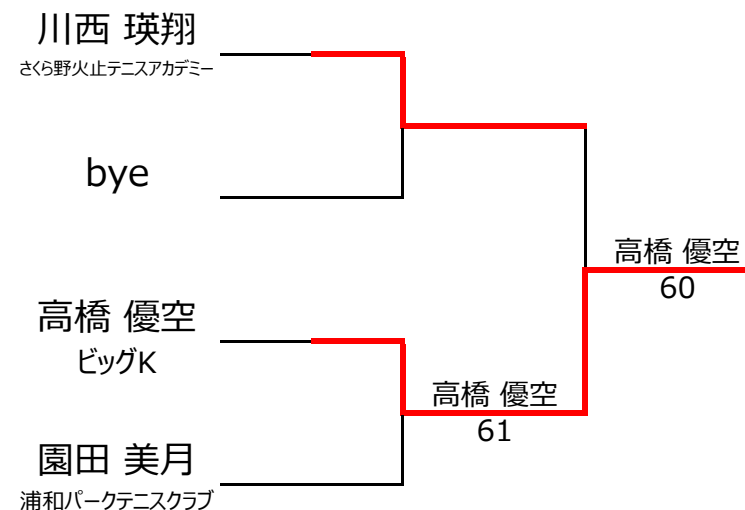 川西 瑛翔
さくら野火止テニスアカデミー
bye
高橋 優空
60
高橋 優空
ビッグK
高橋 優空
61
園田 美月
浦和パークテニスクラブ